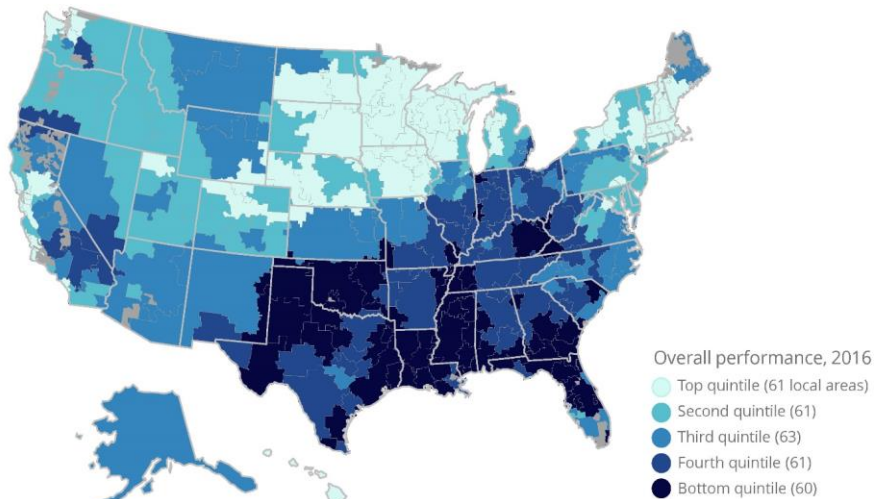 Overall performance, 2016
Top quintile (61 local areas)
Second quintile (61)
Third quintile (63)
Fourth quintile (61)
Bottom quintile (60)